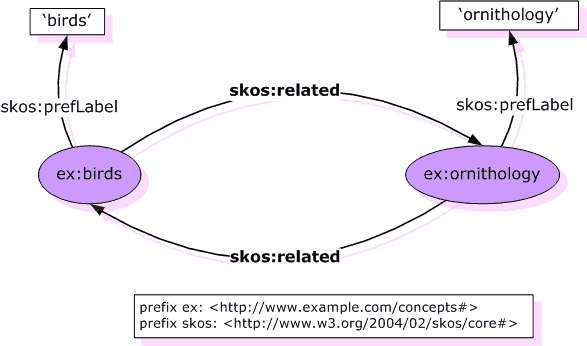 ‘birds’
‘ornithology’
skos:related
skos:prefLabel
skos:prefLabel
ex:birds
ex:ornithology
skos:related
prefix ex: <http://www.example.com/concepts#>
prefix skos: <http://www.w3.org/2004/02/skos/core#>